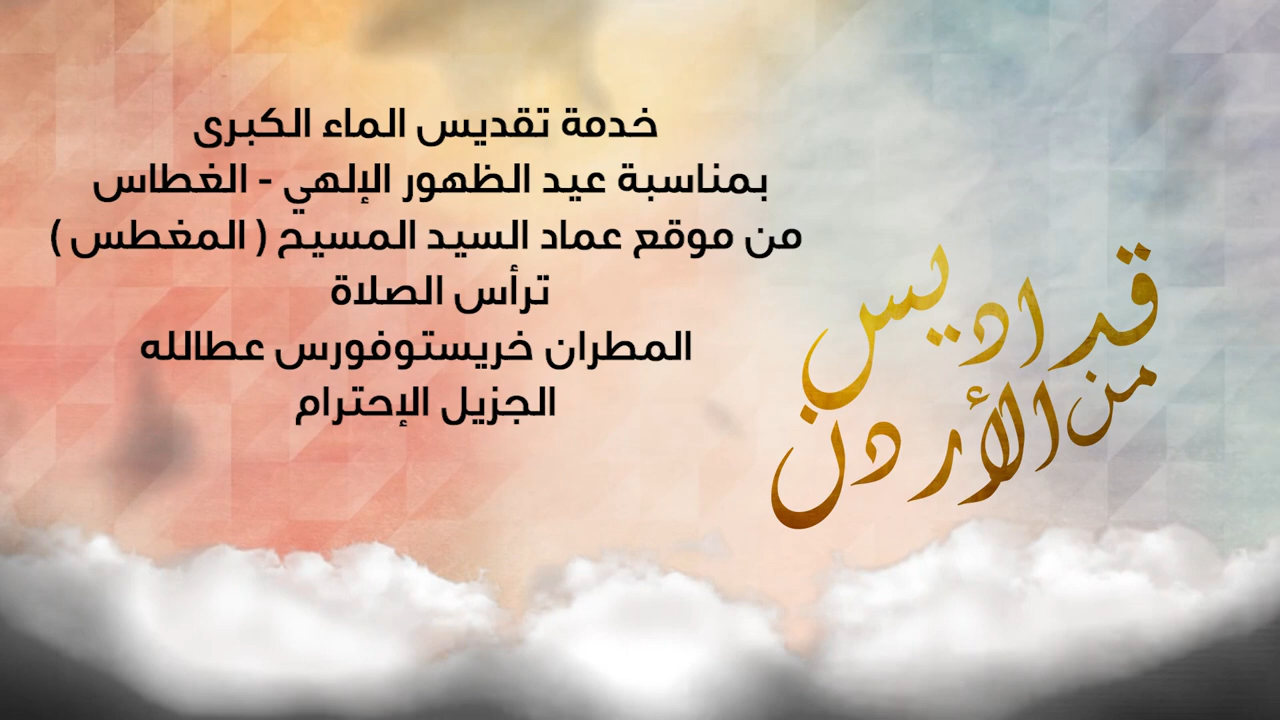 خدمة تقديس الماء الكبرى
بمناسبة عيد الظهور الإلهي - الغطاس
من موقع عماد السيد المسيح ( المغطس )
ترأس الصلاة
المطران خريستوفورس عطالله
الجزيل الإحترام
قداديس
من الأردن